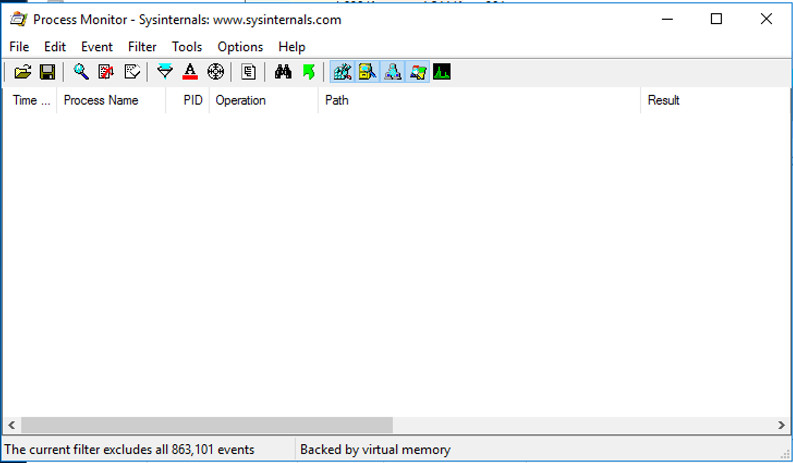 Process Monitor - Sysinternals: www.sysinternals.com
File Edit Event Filter Tools Options Help
Time ... Process Name PID Operation Path Result
The current filter excludes all 863,101 events Backed by virtual memory